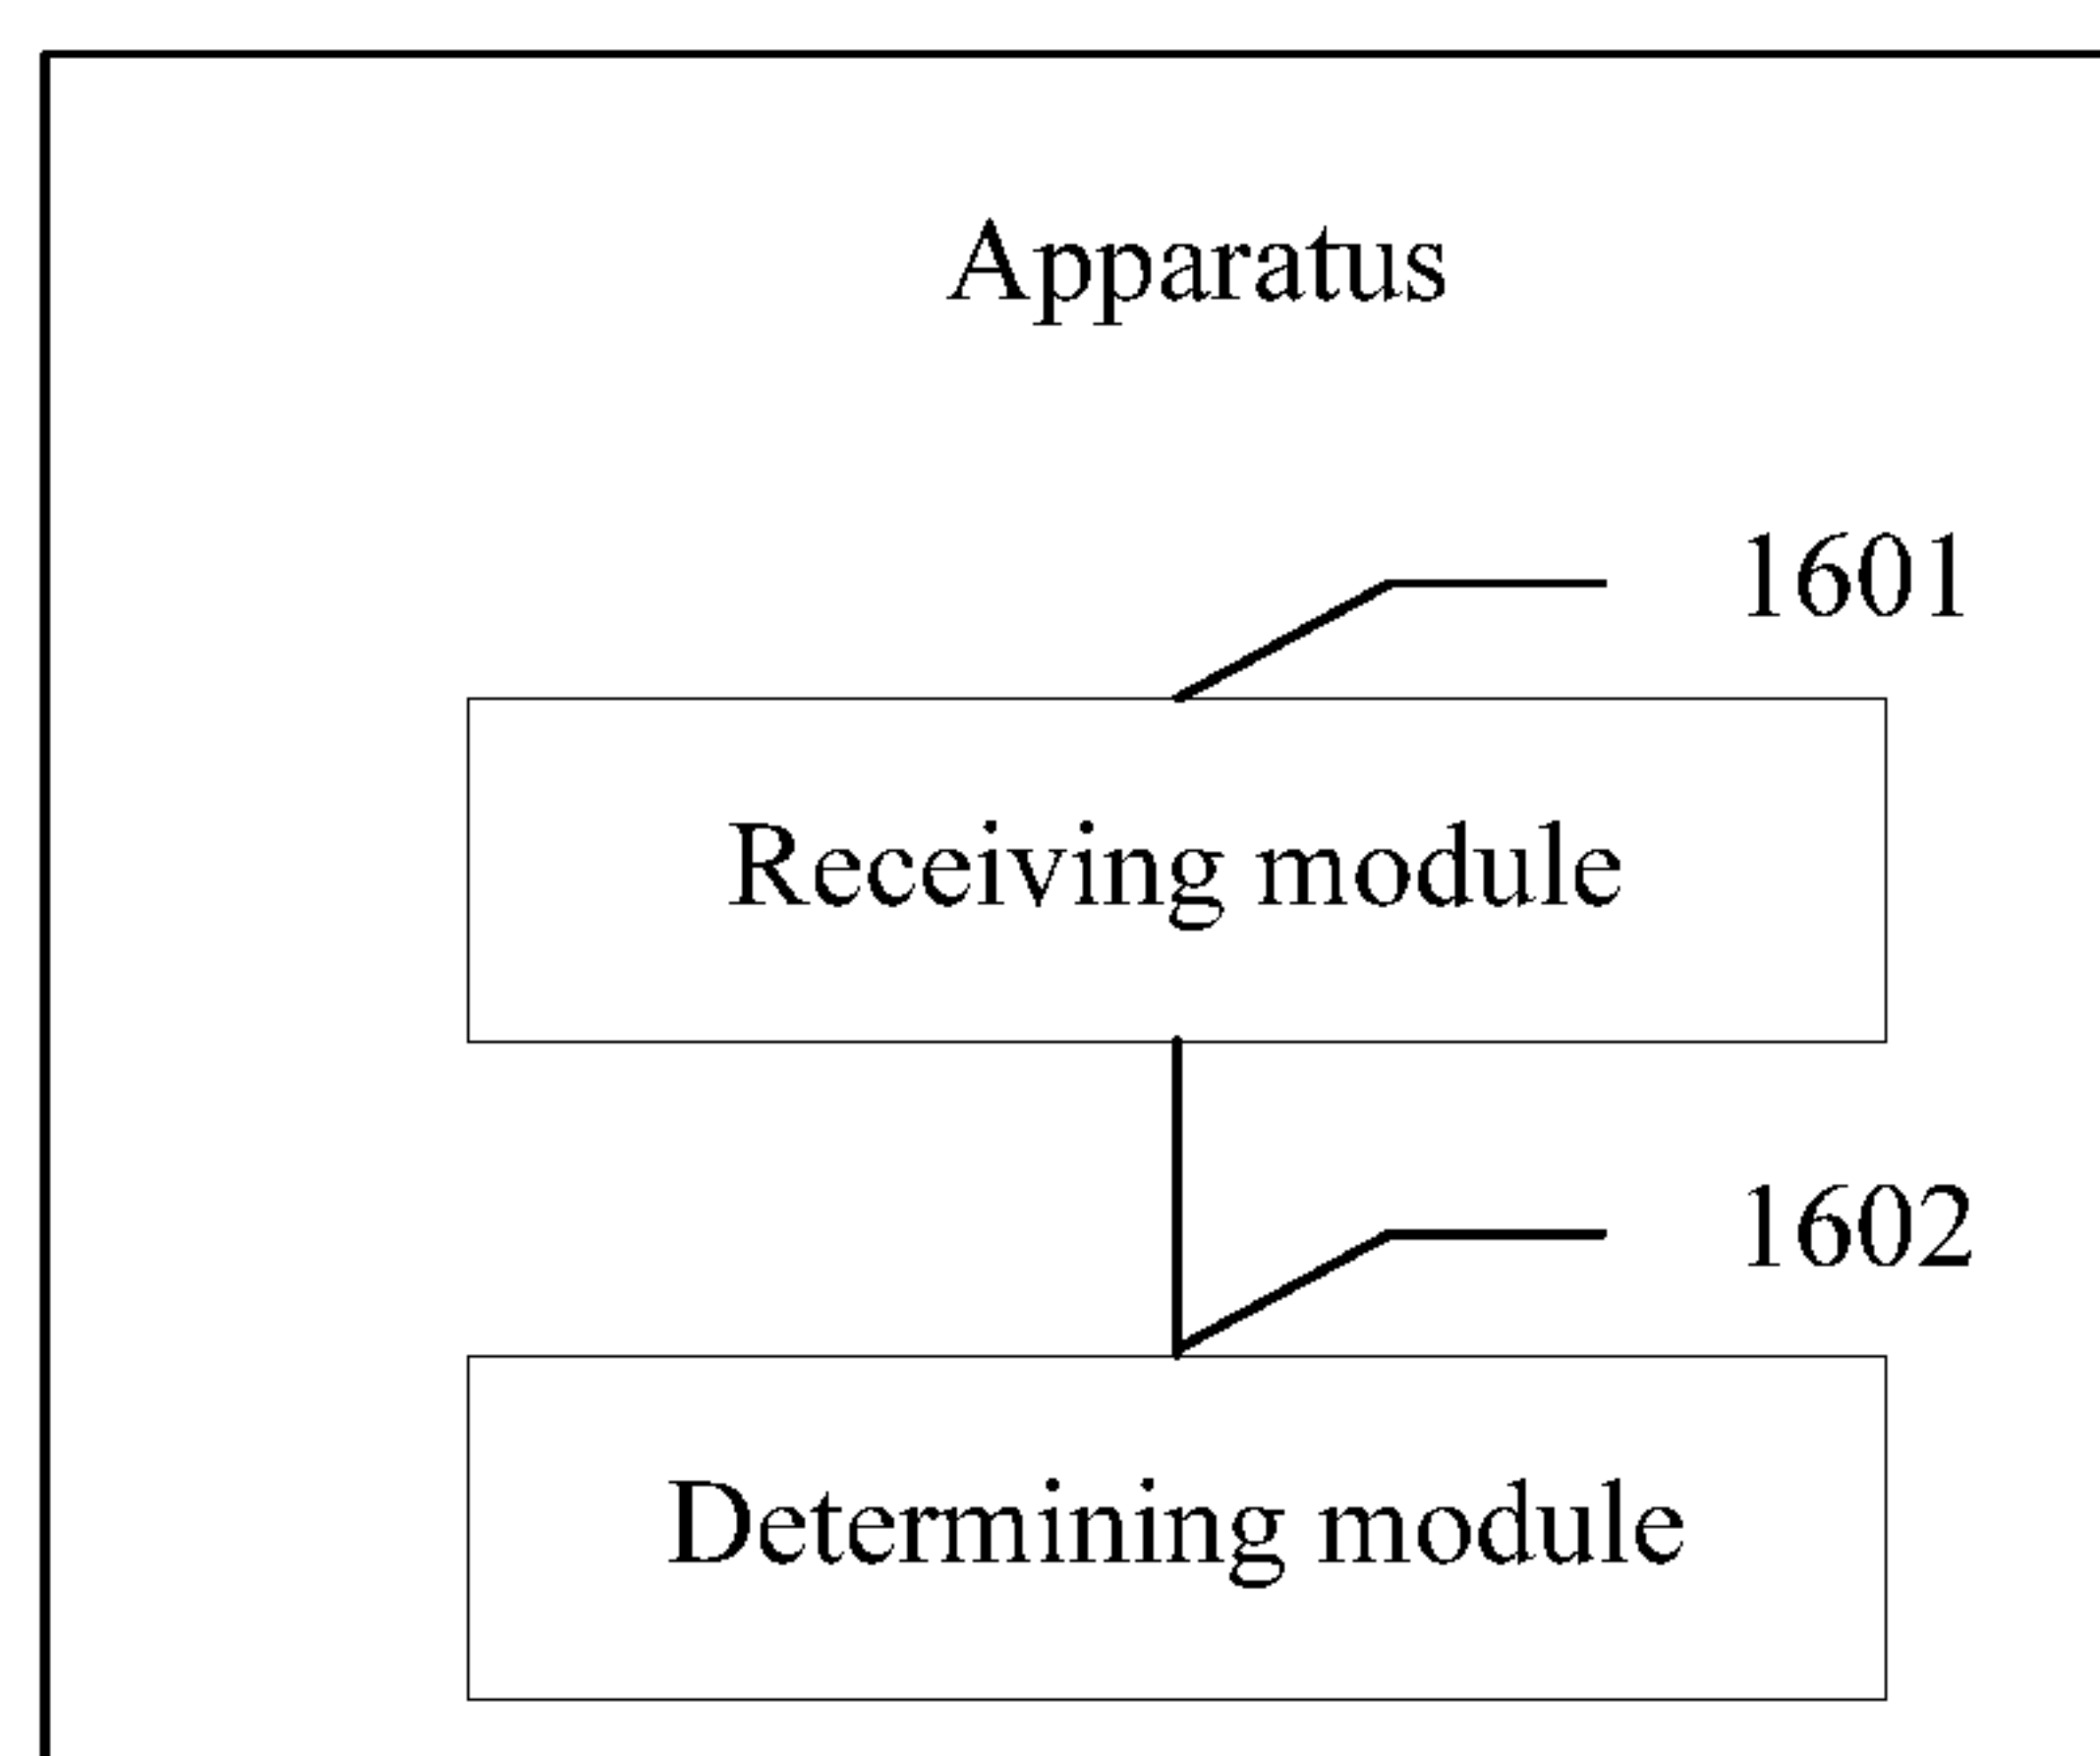 Apparatus
1601
Receiving module
1602
Determining module